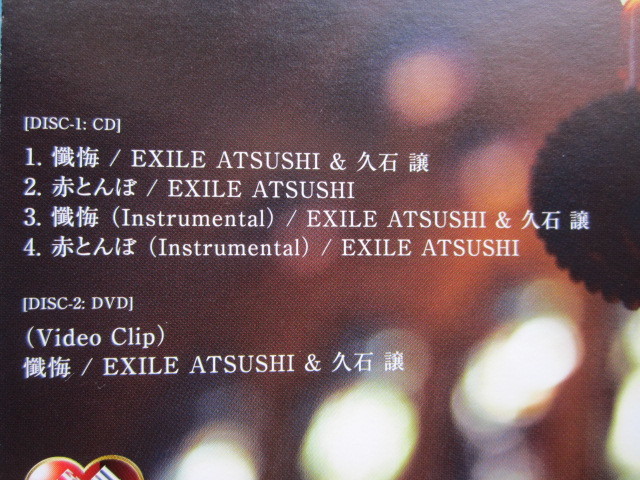 [DISC-1: CD]
1. 懺悔 / EXILE ATSUSHI & 久石 譲
2. 赤とんぼ / EXILE ATSUSHI
3. 懺悔 (Instrumental) / EXILE ATSUSHI & 久石 譲
4. 赤とんぼ (Instrumental) / EXILE ATSUSHI
[DISC-2: DVD]
(Video Clip)
懺悔 / EXILE ATSUSHI & 久石 譲